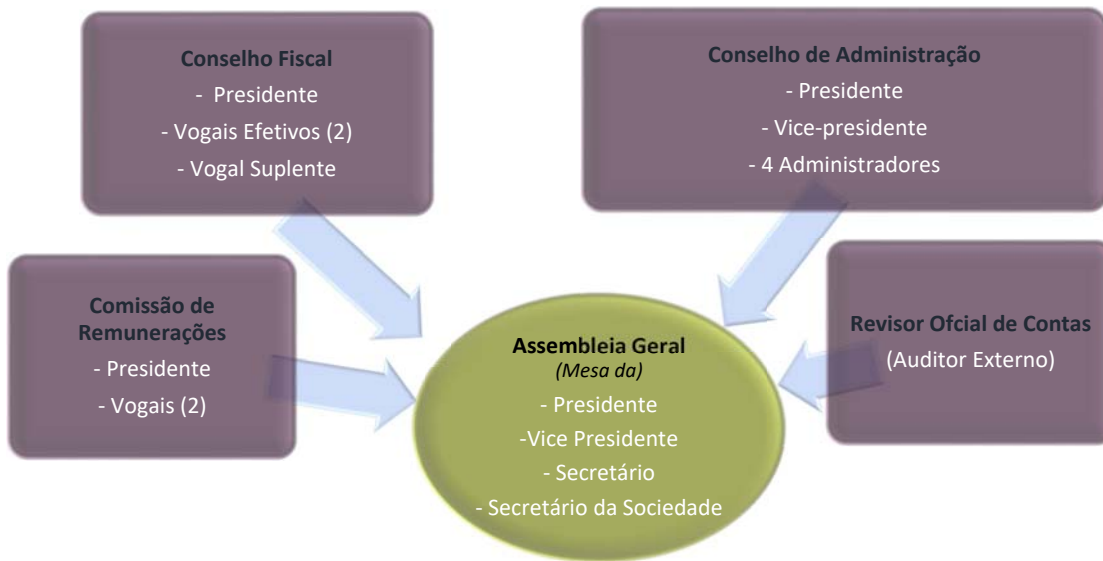 Conselho Fiscal
- Presidente
- Vogais Efetivos (2)
- Vogal Suplente
Conselho de Administração
- Presidente
- Vice-presidente
- 4 Administradores
Comissão de
Remunerações
- Presidente
- Vogais (2)
Assembleia Geral
(Mesa da)
- Presidente
-Vice Presidente
- Secretário
- Secretário da Sociedade
Revisor Ofcial de Contas
(Auditor Externo)